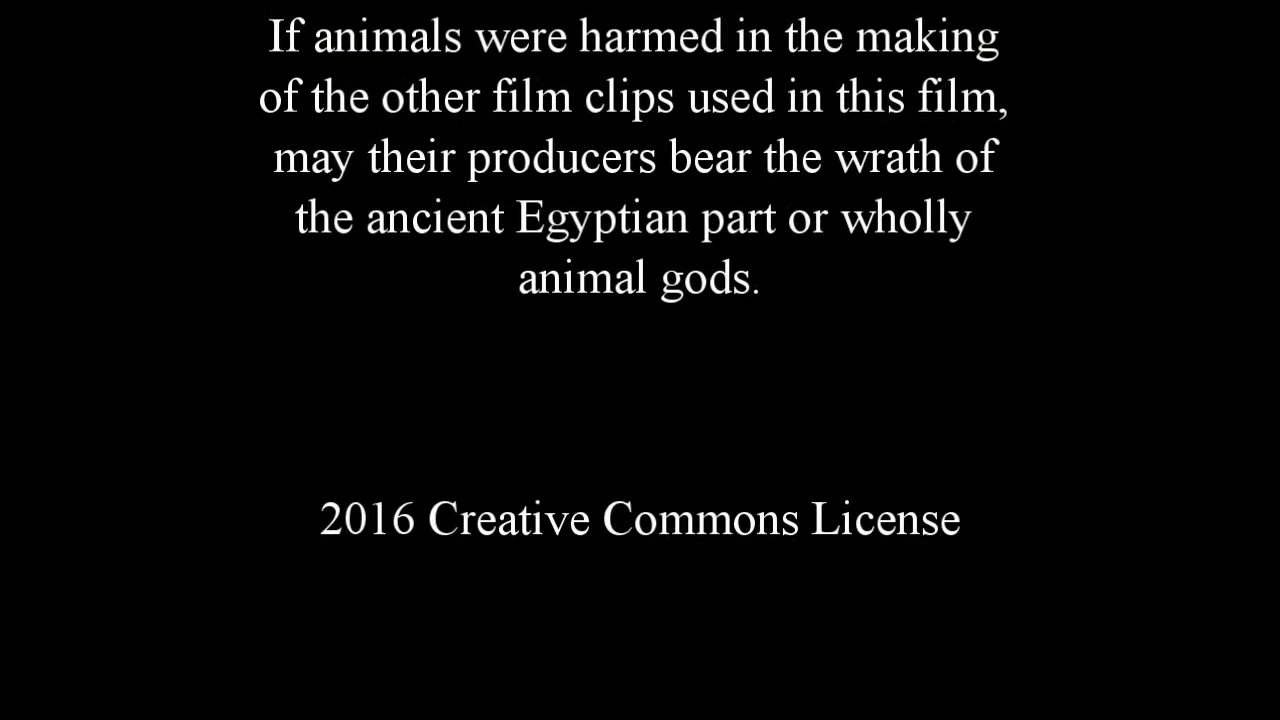 If animals were harmed in the making
of the other film clips used in this film,
may their producers bear the wrath of
the ancient Egyptian part or wholly
animal gods.
2016 Creative Commons License